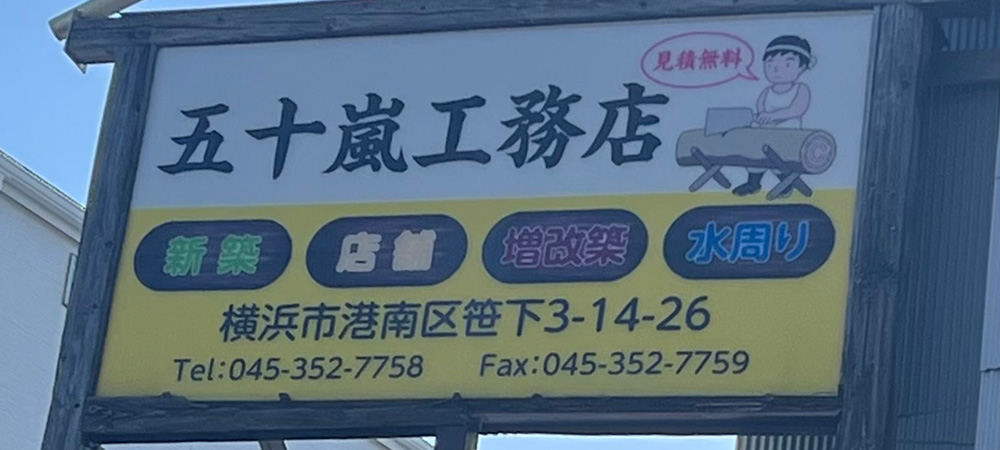 見積無料
五十嵐工務店
新築 店舗 増改築 水周り
横浜市港南区笹下3-14-26
Tel:045-352-7758 Fax:045-352-7759